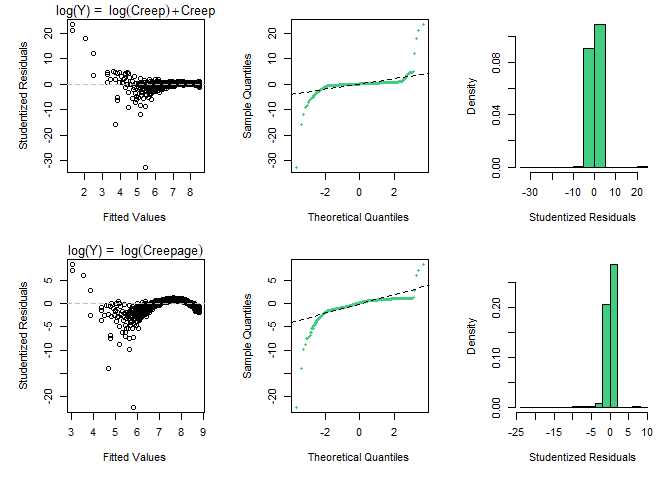 log(Y) = log(Creep)+Creep
Studentized Residuals
20
10
0
-10
-20
-30
2 3 4 5 6 7 8
Fitted Values
Sample Quantiles
20
10
0
-10
-20
-30
-2 0 2
Theoretical Quantiles
Density
0.08
0.04
0.00
-30 -10 0 10 20
Studentized Residuals
log(Y) = log(Creepage)
Studentized Residuals
5
0
-5
-10
-20
3 4 5 6 7 8 9
Fitted Values
Sample Quantiles
5
0
-5
-10
-20
-2 0 2
Theoretical Quantiles
Density
0.20
0.10
0.00
-25 -15 -5 0 5 10
Studentized Residuals